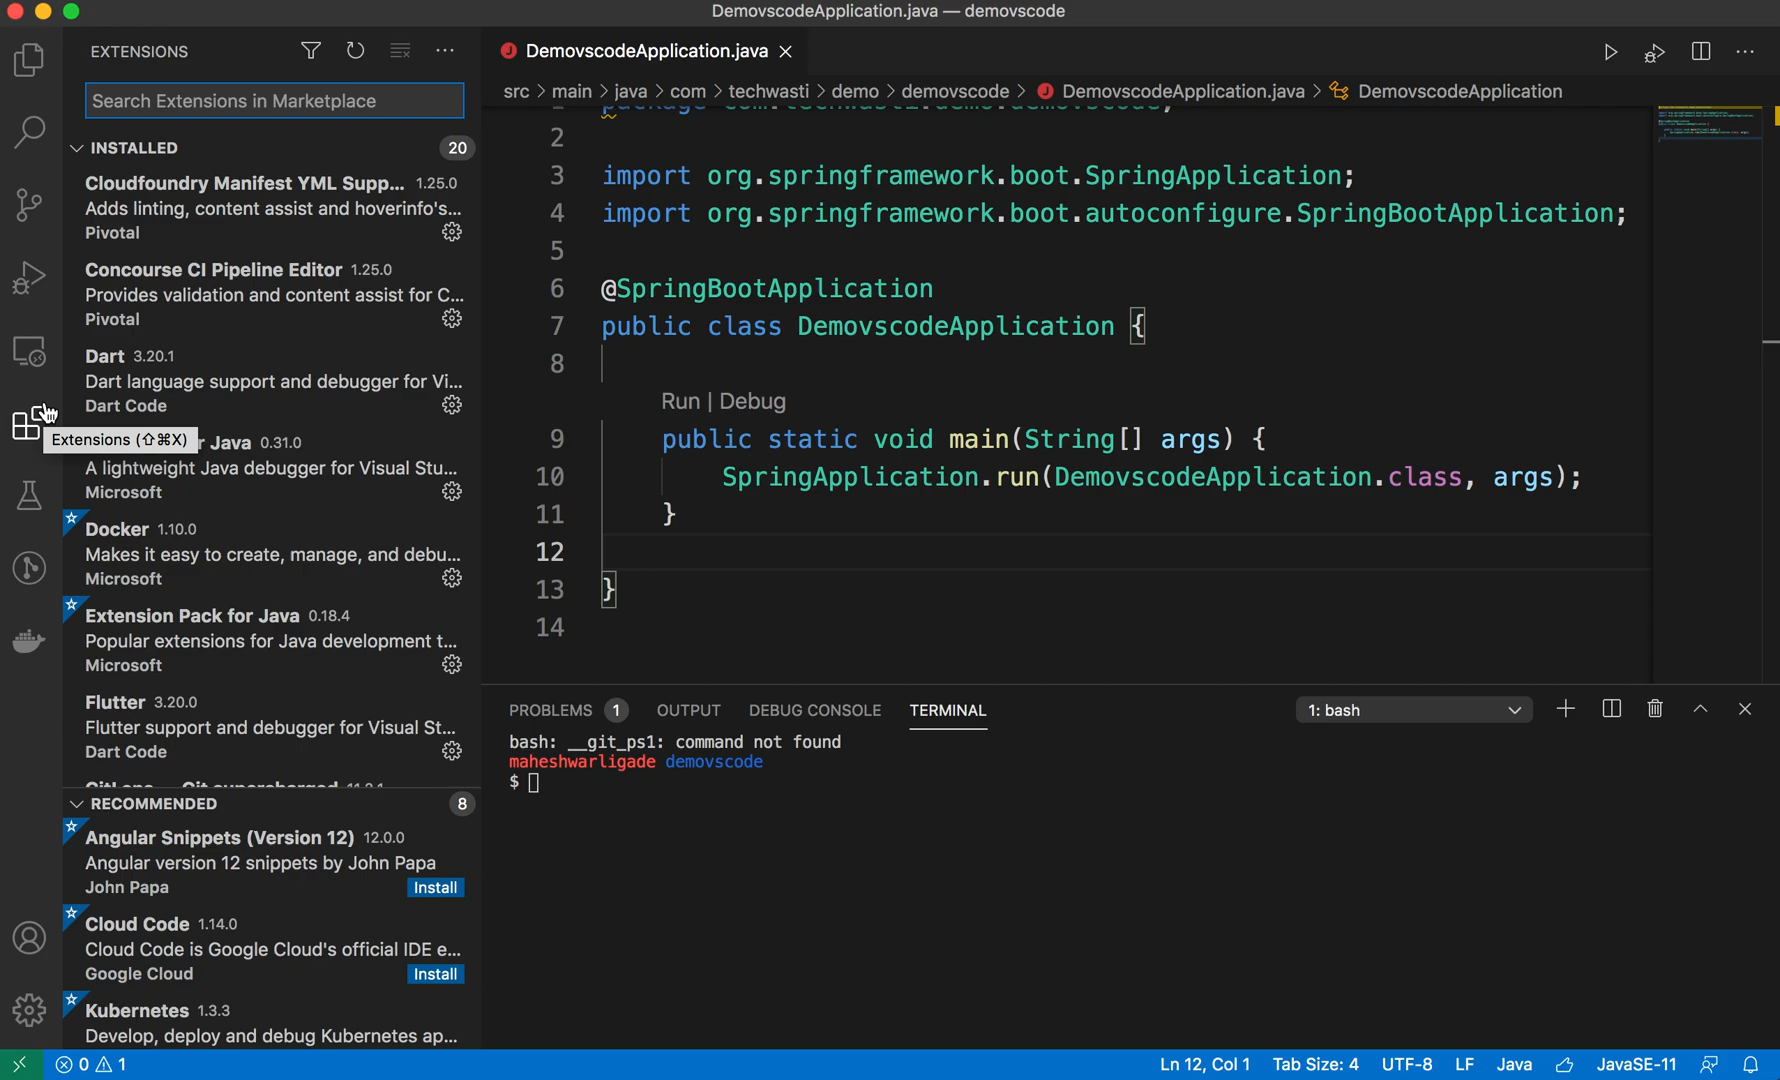 DemovscodeApplication.java — demovscode
EXTENSIONS
Search Extensions in Marketplace
INSTALLED 20
Cloudfoundry Manifest YML Supp... 1.25.0
Adds linting, content assist and hoverinfo's...
Pivotal
Concourse CI Pipeline Editor 1.25.0
Provides validation and content assist for C...
Pivotal
Dart 3.20.1
Dart language support and debugger for Vi...
Dart Code
Extensions (⇧⌘X)
r Java 0.31.0
A lightweight Java debugger for Visual Stu...
Microsoft
Docker 1.10.0
Makes it easy to create, manage, and debu...
Microsoft
Extension Pack for Java 0.18.4
Popular extensions for Java development t...
Microsoft
Flutter 3.20.0
Flutter support and debugger for Visual St...
Dart Code
RECOMMENDED 8
Angular Snippets (Version 12) 12.0.0
Angular version 12 snippets by John Papa
John Papa Install
Cloud Code 1.14.0
Cloud Code is Google Cloud's official IDE e...
Google Cloud Install
Kubernetes 1.3.3
Develop, deploy and debug Kubernetes ap...
DemovscodeApplication.java
src > main > java > com > techwasti > demo > demovscode > DemovscodeApplication.java > DemovscodeApplication
2
3 import org.springframework.boot.SpringApplication;
4 import org.springframework.boot.autoconfigure.SpringBootApplication;
5
6 @SpringBootApplication
7 public class DemovscodeApplication {
8
Run | Debug
9 public static void main(String[] args) {
10 SpringApplication.run(DemovscodeApplication.class, args);
11 }
12
13 }
14
PROBLEMS 1 OUTPUT DEBUG CONSOLE TERMINAL 1: bash
bash: __git_ps1: command not found
maheshwarligade demovscode
$
0 1 Ln 12, Col 1 Tab Size: 4 UTF-8 LF Java JavaSE-11